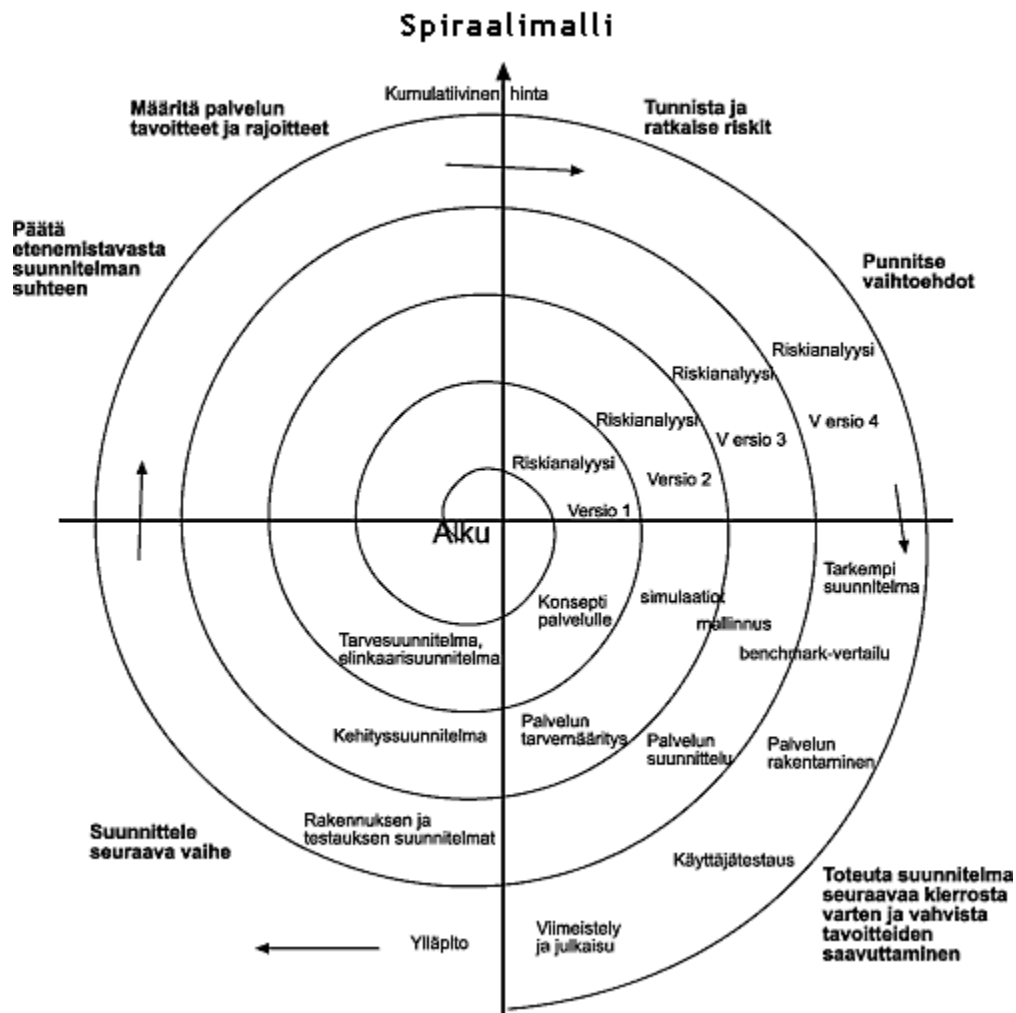 Spiraalimalli
Kumulatiivinen hinta
Määritä palvelun
tavoitteet ja rajoitteet
Tunnista ja
ratkaise riskit
Päätä
etenemistavasta
suunnitelman
suhteen
Punnitse
vaihtoehdot
Riskianalyysi
Riskianalyysi
Riskianalyysi
Riskianalyysi
Versio 4
Versio 3
Versio 2
Versio 1
Alku
Tarkempi
suunnitelma
simulaatiot
mallinnus
benchmark-vertailu
Konsepti
palvelulle
Tarvesuunnitelma,
elinkaarisuunnitelma
Kehityssuunnitelma
Palvelun
tarvemääritys
Palvelun
suunnittelu
Palvelun
rakentaminen
Rakennuksen ja
testauksen suunnitelmat
Suunnittele
seuraava vaihe
Käyttäjätestaus
Toteuta suunnitelma
seuraavaa kierrosta
varten ja vahvista
tavoitteiden
saavuttaminen
Ylläpito
Viimeistely
ja julkaisu